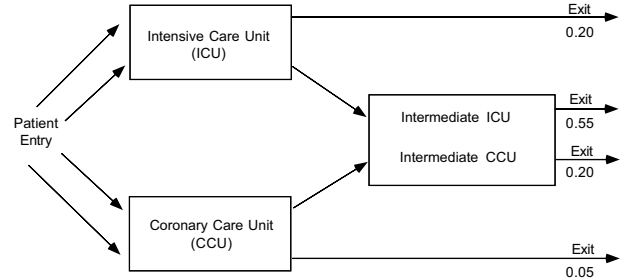 Exit
0.20
Intensive Care Unit
(ICU)
Patient
Entry
Exit
0.55
Intermediate ICU
Intermediate CCU
Exit
0.20
Coronary Care Unit
(CCU)
Exit
0.05